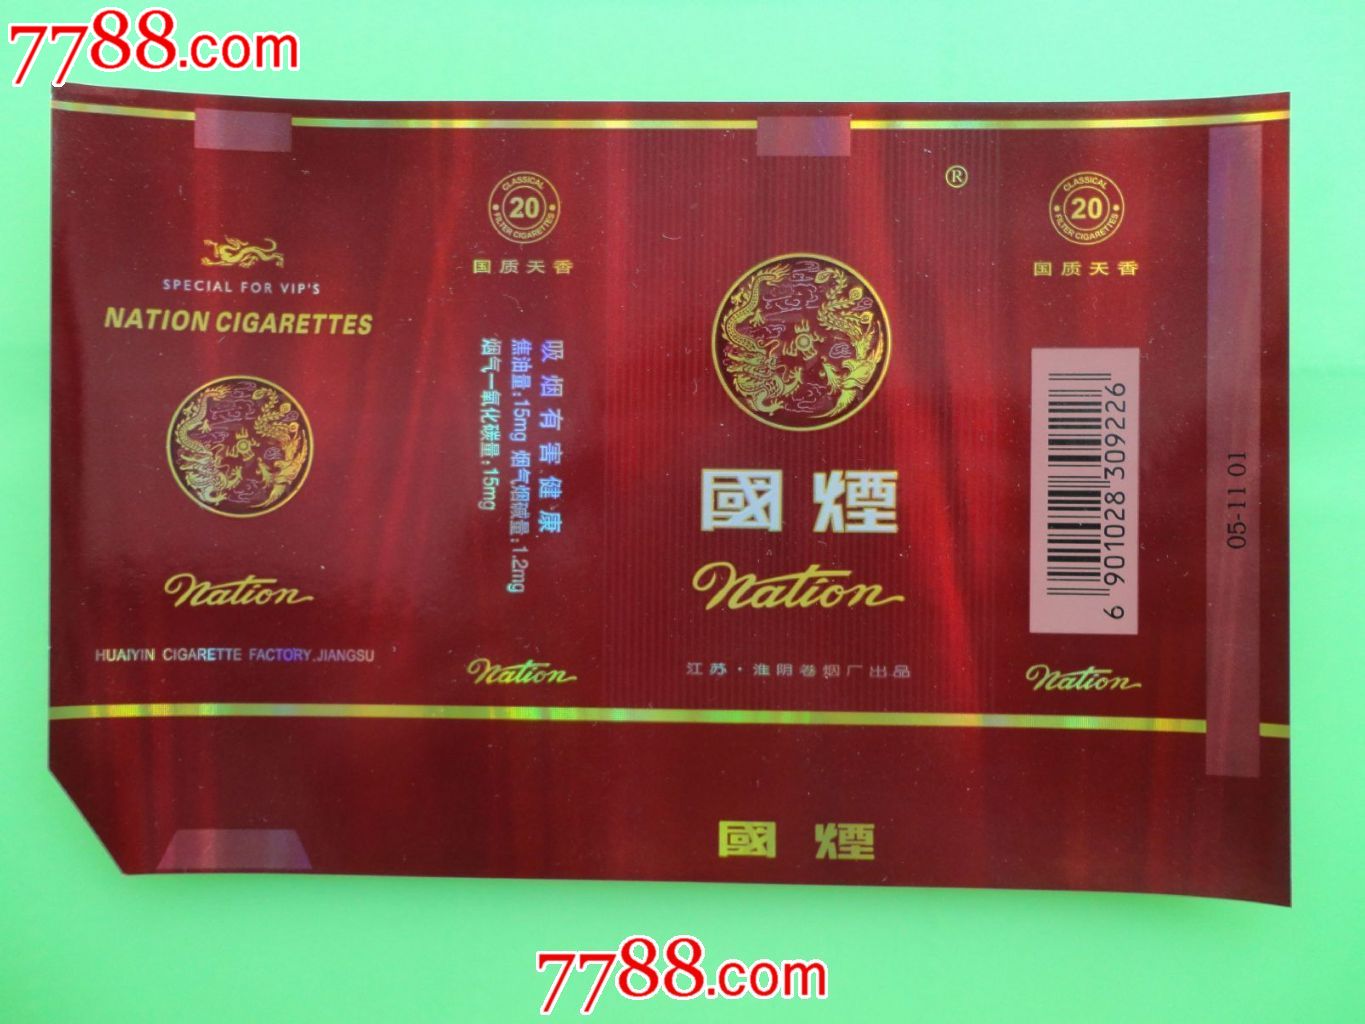 7788.com
SPECIAL FOR VIP'S
NATION CIGARETTES
Nation
HUAIYIN CIGARETTE FACTORY,JIANGSU
CLASSICAL
20
FILTER CIGARETTES
国质天香
吸烟有害健康
焦油量:15mg 烟气烟碱量:1.2mg
烟气一氧化碳量:15mg
Nation
®
國煙
Nation
江苏·淮阴卷烟厂出品
國煙
CLASSICAL
20
FILTER CIGARETTES
国质天香
6 901028 309226
Nation
05-11 01
7788.com